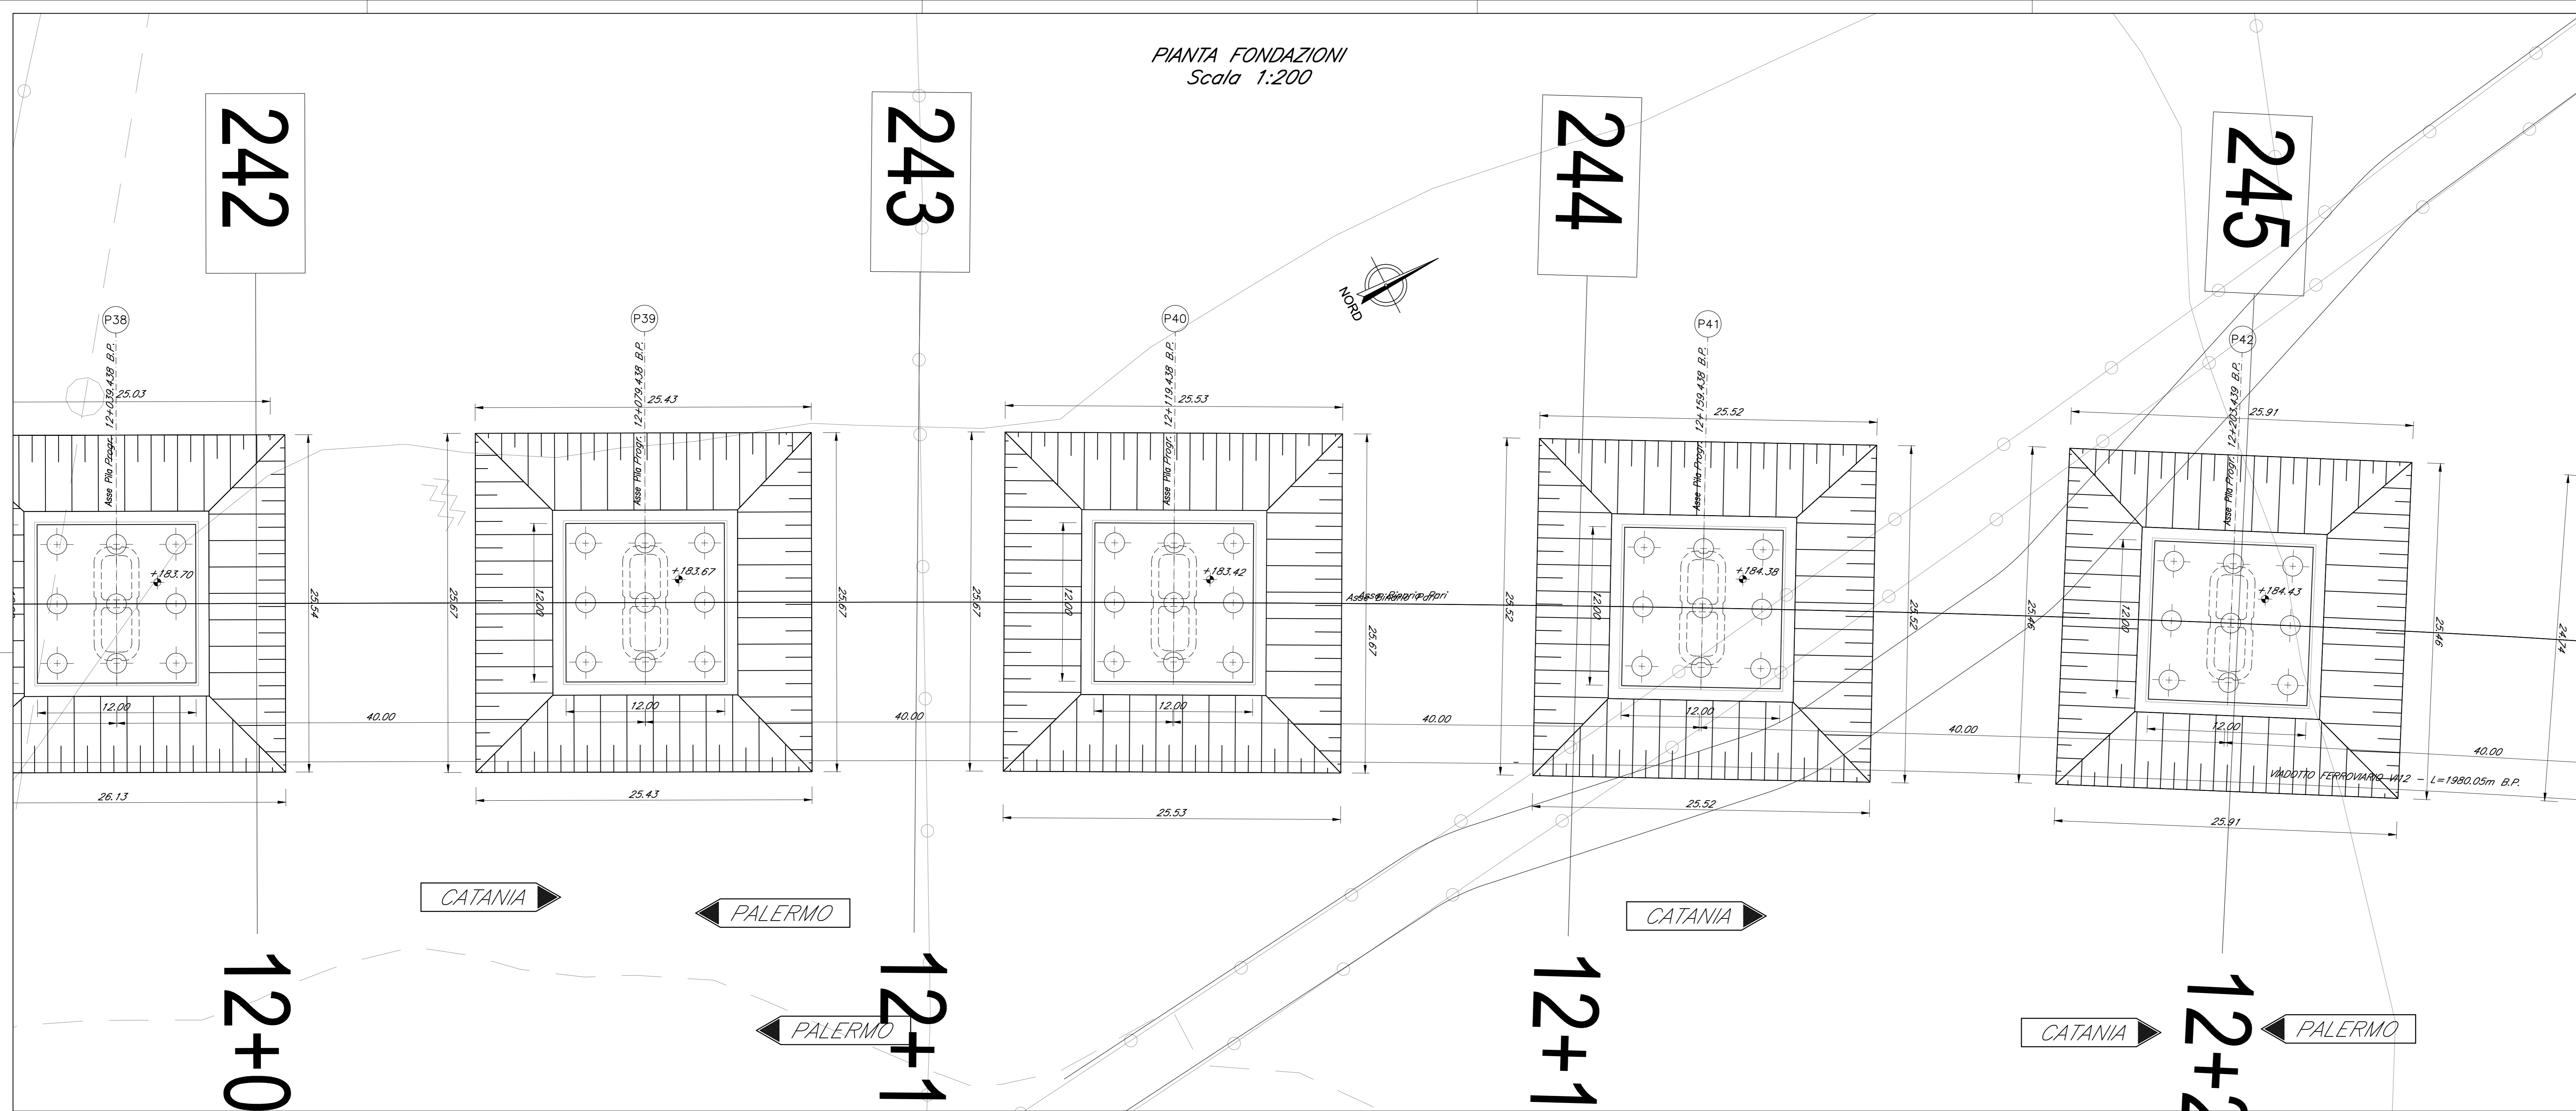 PIANTA FONDAZIONI
Scala 1:200
242
243
244
245
NORD
P38
P39
P40
P41
P42
Asse Pila Progr. 12+039.438 B.P.
Asse Pila Progr. 12+079.438 B.P.
Asse Pila Progr. 12+119.438 B.P.
Asse Pila Progr. 12+159.438 B.P.
Asse Pila Progr. 12+203.439 B.P.
25.03
25.43
25.53
25.52
25.91
+183.70
+183.67
+183.42
+184.38
+184.43
25.54
25.67
12.00
25.67
25.67
12.00
25.67
25.52
12.00
25.52
25.46
12.00
25.46
24.74
Asse Binario Pari
12.00
40.00
12.00
40.00
12.00
40.00
12.00
40.00
12.00
40.00
VIADOTTO FERROVIARIO VI12 - L=1980.05m B.P.
26.13
25.43
25.53
25.52
25.91
CATANIA
PALERMO
CATANIA
PALERMO
CATANIA
PALERMO
12+0
12+1
12+1
12+2